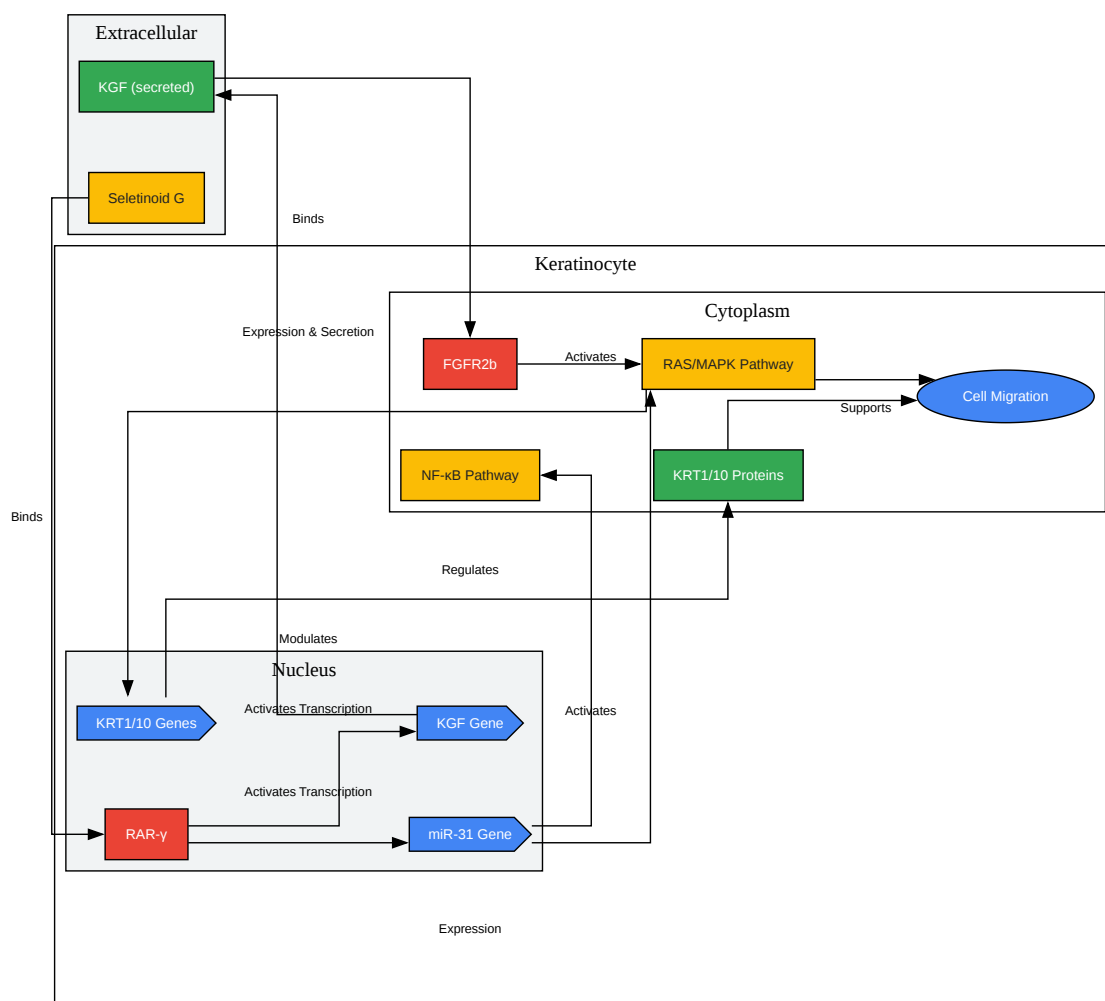 Extracellular
KGF (secreted)
Seletinoid G
Binds
Keratinocyte
Cytoplasm
Expression & Secretion
FGFR2b
Activates
RAS/MAPK Pathway
Cell Migration
Supports
NF-κB Pathway
KRT1/10 Proteins
Binds
Regulates
Modulates
Nucleus
Activates Transcription
KRT1/10 Genes
KGF Gene
Activates
Activates Transcription
RAR-γ
miR-31 Gene
Expression